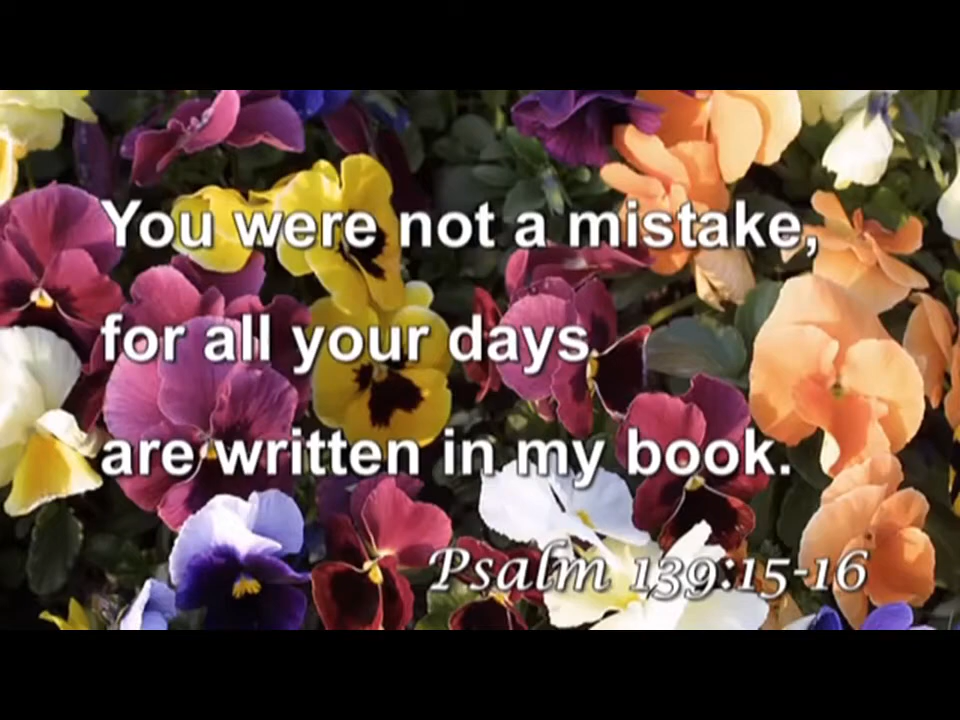 You were not a mistake,
for all your days
are written in my book.
Psalm 139:15-16